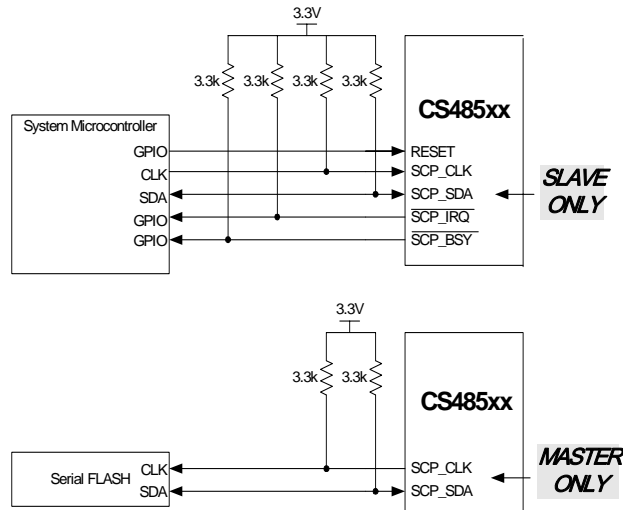 3.3V
3.3k 3.3k 3.3k 3.3k
CS485xx
System Microcontroller
GPIO RESET
CLK SCP_CLK
SDA SCP_SDA
GPIO SCP_IRQ
GPIO SCP_BSY
SLAVE
ONLY
3.3V
3.3k 3.3k
CS485xx
Serial FLASH
CLK SCP_CLK
SDA SCP_SDA
MASTER
ONLY